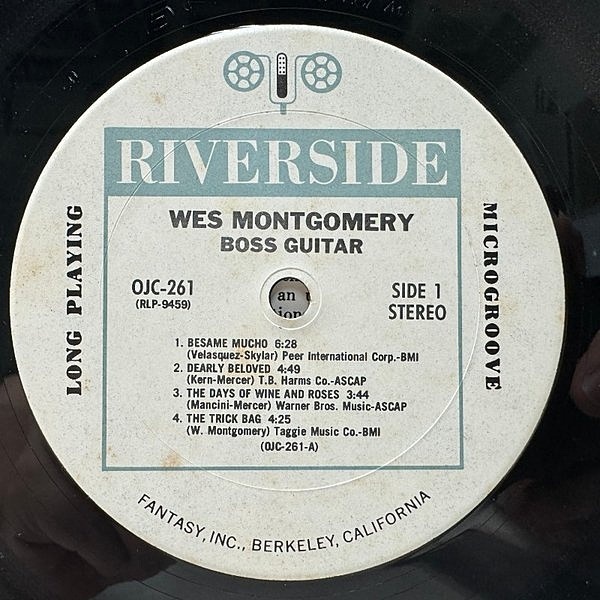 RIVERSIDE
WES MONTGOMERY
BOSS GUITAR
OJC-261
(RLP-9459)
SIDE 1
STEREO
LONG PLAYING
MICROGROOVE
an
ion
1. BESAME MUCHO 6:28
(Velasquez-Skylar) Peer International Corp.-BMI
2. DEARLY BELOVED 4:49
(Kern-Mercer) T.B. Harms Co.-ASCAP
3. THE DAYS OF WINE AND ROSES 3:44
(Mancini-Mercer) Warner Bros. Music-ASCAP
4. THE TRICK BAG 4:25
(W. Montgomery) Taggie Music Co.-BMI
(OJC-261-A)
FANTASY, INC., BERKELEY, CALIFORNIA